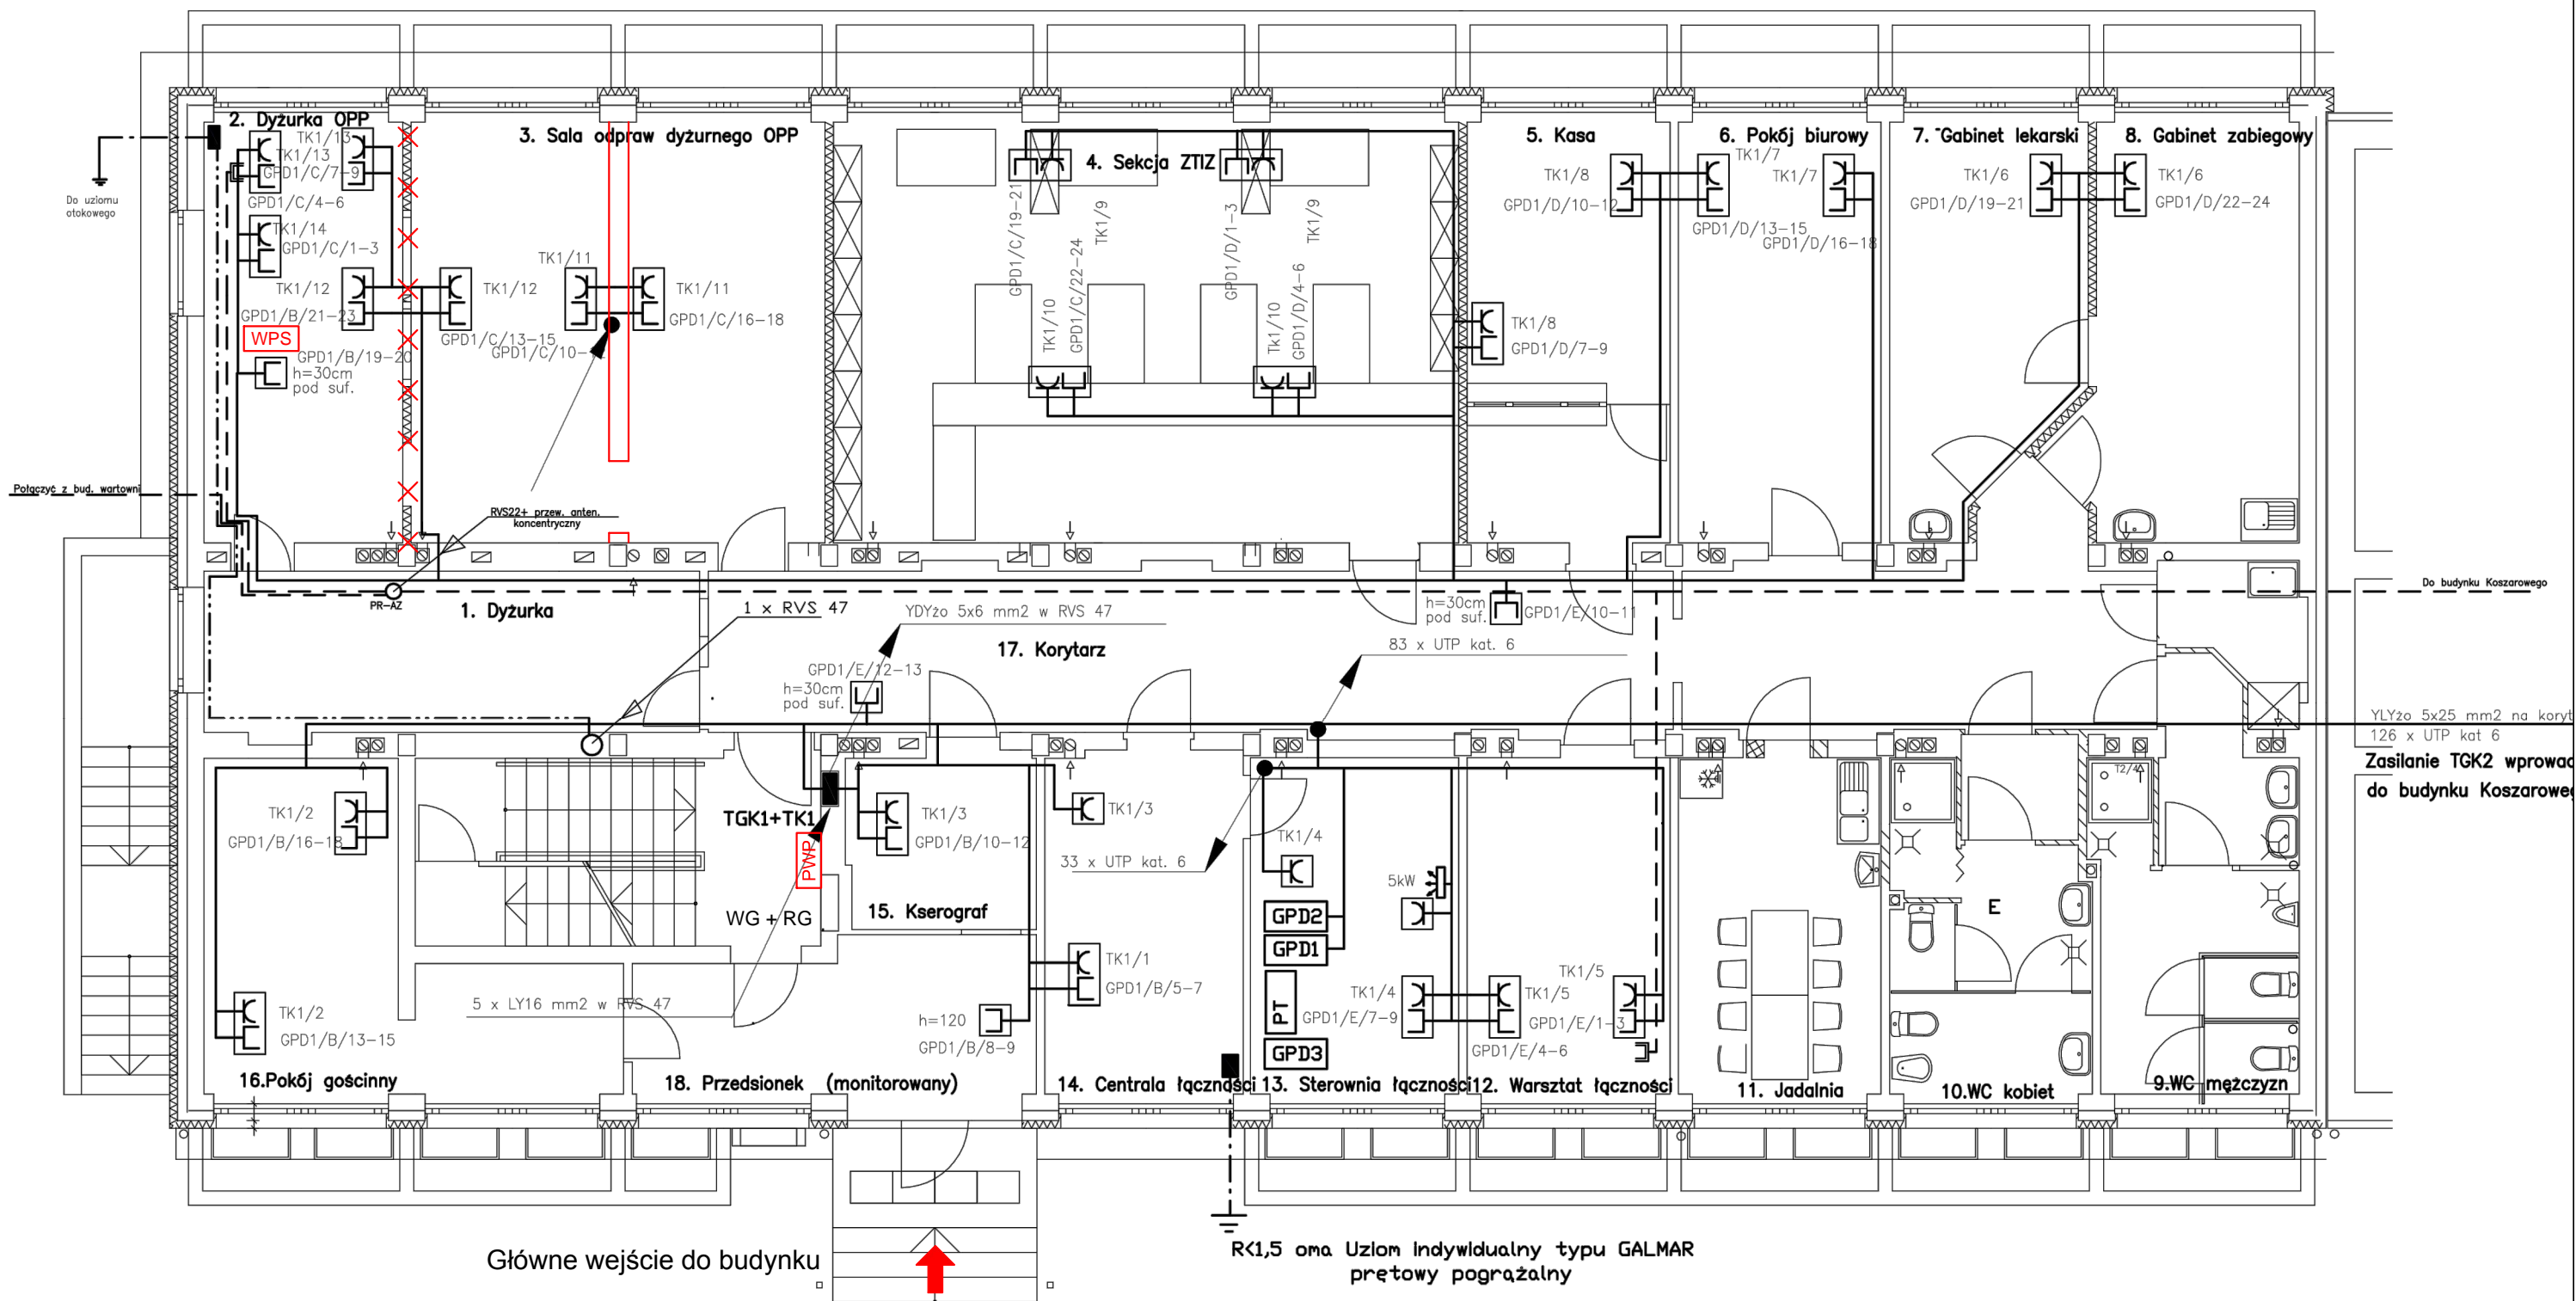 2. Dyżurka OPP
TK1/13
TK1/13
GPD1/C/7-9
GPD1/C/4-6
TK1/14
GPD1/C/1-3
TK1/12
GPD1/B/21-23
WPS
GPD1/B/19-20
h=30cm
pod suf.
Do uziomu
otokowego
3. Sala odpraw dyżurnego OPP
TK1/12
GPD1/C/13-15
TK1/11
GPD1/C/10-
TK1/11
GPD1/C/16-18
4. Sekcja ZTIZ
GPD1/C/19-21
TK1/9
GPD1/D/1-3
TK1/9
TK1/10
GPD1/C/22-24
Tk1/10
GPD1/D/4-6
5. Kasa
TK1/8
GPD1/D/10-12
TK1/8
GPD1/D/7-9
6. Pokój biurowy
TK1/7
TK1/7
GPD1/D/13-15
GPD1/D/16-18
7. Gabinet lekarski
TK1/6
GPD1/D/19-21
8. Gabinet zabiegowy
TK1/6
GPD1/D/22-24
Połączyć z bud. wartowni
RVS22+ przew. anten.
koncentryczny
PR-AZ
1. Dyżurka
1 x RVS 47
YDYżo 5x6 mm2 w RVS 47
17. Korytarz
83 x UTP kat. 6
h=30cm
pod suf.
GPD1/E/10-11
Do budynku Koszarowego
GPD1/E/12-13
h=30cm
pod suf.
YLYżo 5x25 mm2 na koryt
126 x UTP kat 6
Zasilanie TGK2 wprowad
do budynku Koszaroweg
TK1/2
GPD1/B/16-18
TGK1+TK1
PWP
WG + RG
TK1/3
GPD1/B/10-12
15. Kserograf
TK1/3
33 x UTP kat. 6
TK1/4
5kW
GPD2
GPD1
PT
GPD3
T2/4
E
TK1/1
GPD1/B/5-7
TK1/4
GPD1/E/7-9
TK1/5
GPD1/E/4-6
TK1/5
GPD1/E/1-3
TK1/2
GPD1/B/13-15
5 x LY16 mm2 w RVS 47
h=120
GPD1/B/8-9
16.Pokój gościnny
18. Przedsionek (monitorowany)
14. Centrala łączności
13. Sterownia łączności
12. Warsztat łączności
11. Jadalnia
10.WC kobiet
9.WC mężczyzn
Główne wejście do budynku
R<1,5 oma Uziom indywidualny typu GALMAR
prętowy pogrążalny